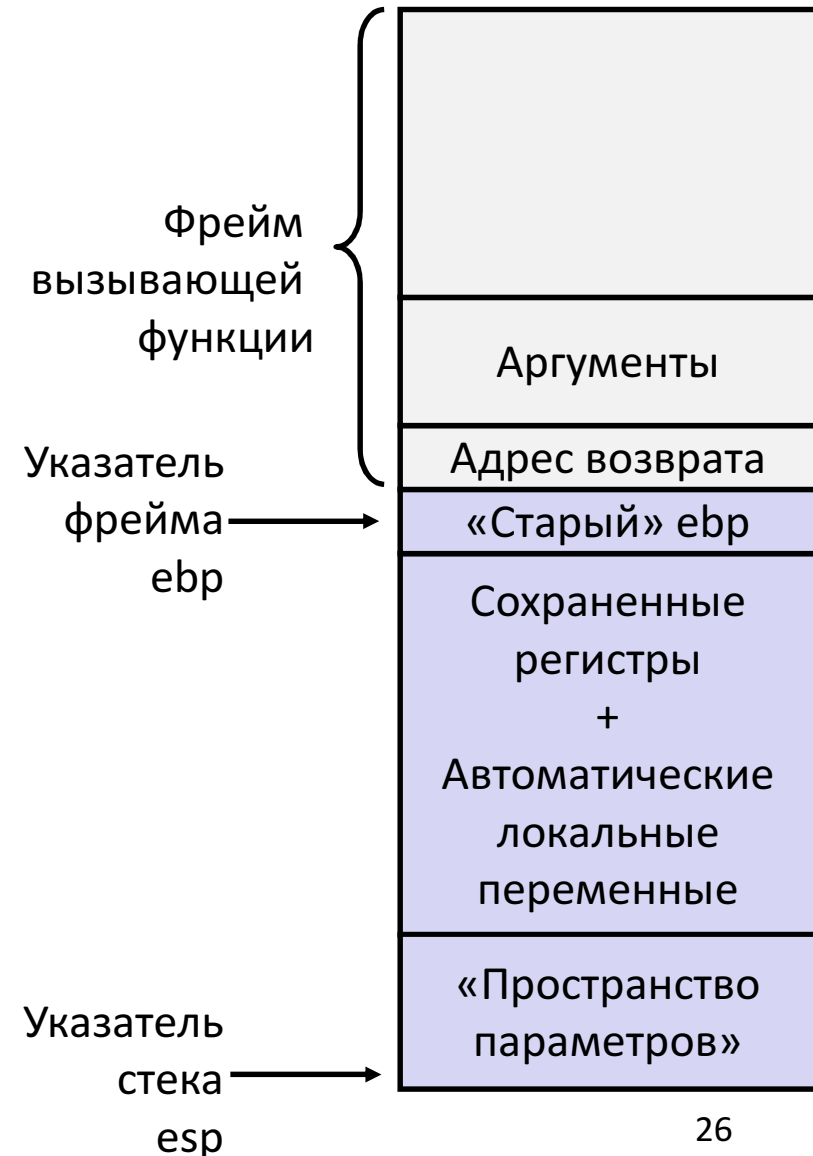 Фрейм
вызывающей
функции
Аргументы
Адрес возврата
Указатель
фрейма
ebp
«Старый» ebp
Сохраненные
регистры
+
Автоматические
локальные
переменные
«Пространство
параметров»
Указатель
стека
esp
26